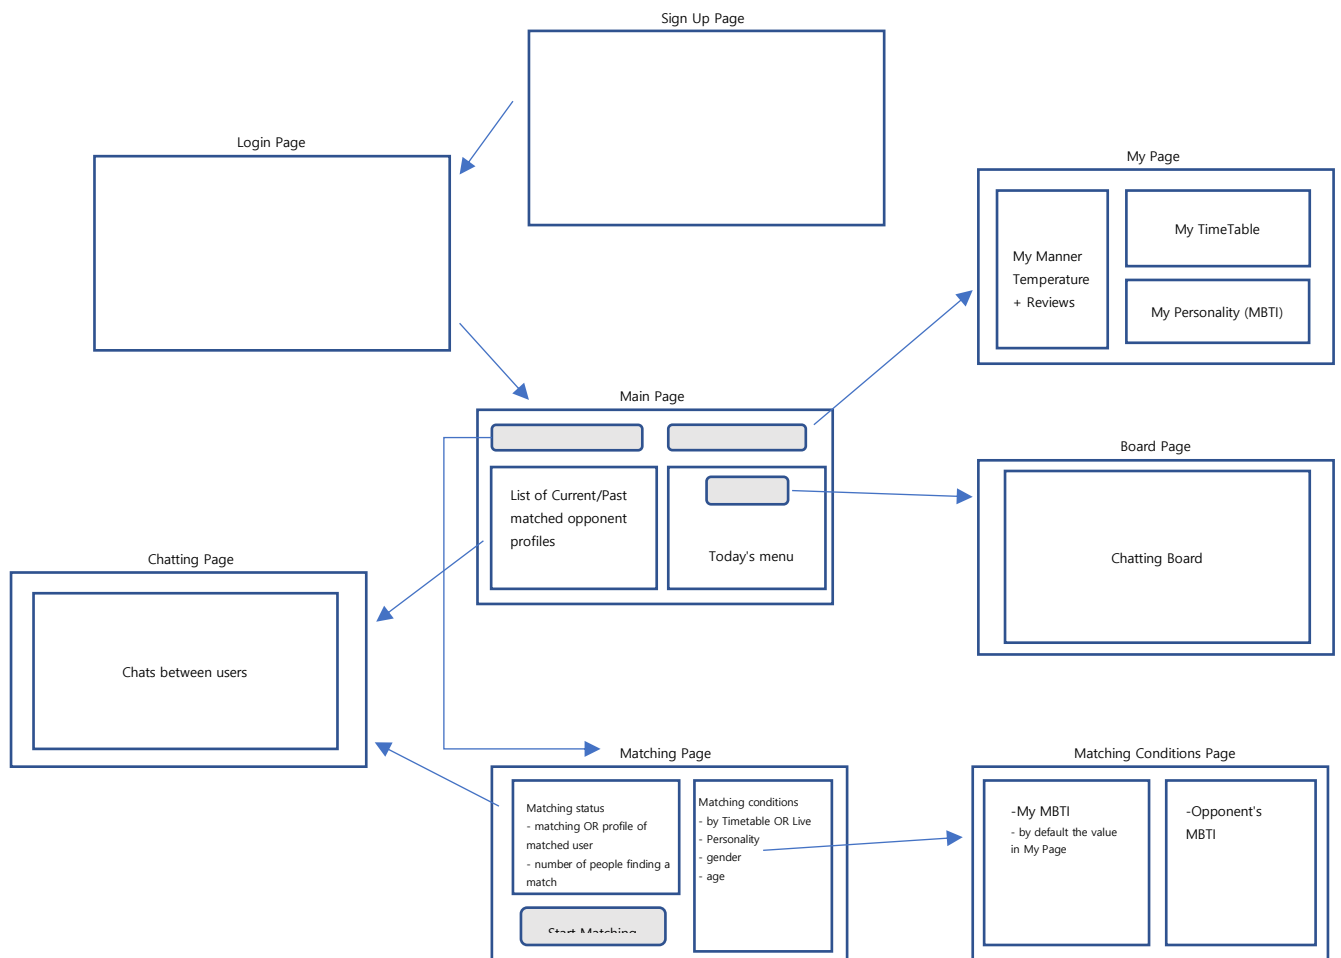 Sign Up Page
Login Page
My Page
My Manner
Temperature
+ Reviews
My TimeTable
My Personality (MBTI)
Main Page
List of Current/Past
matched opponent
profiles
Today's menu
Board Page
Chatting Board
Chatting Page
Chats between users
Matching Page
Matching status
- matching OR profile of
matched user
- number of people finding a
match
Start Matching
Matching conditions
- by Timetable OR Live
- Personality
- gender
- age
Matching Conditions Page
-My MBTI
- by default the value
in My Page
-Opponent's
MBTI